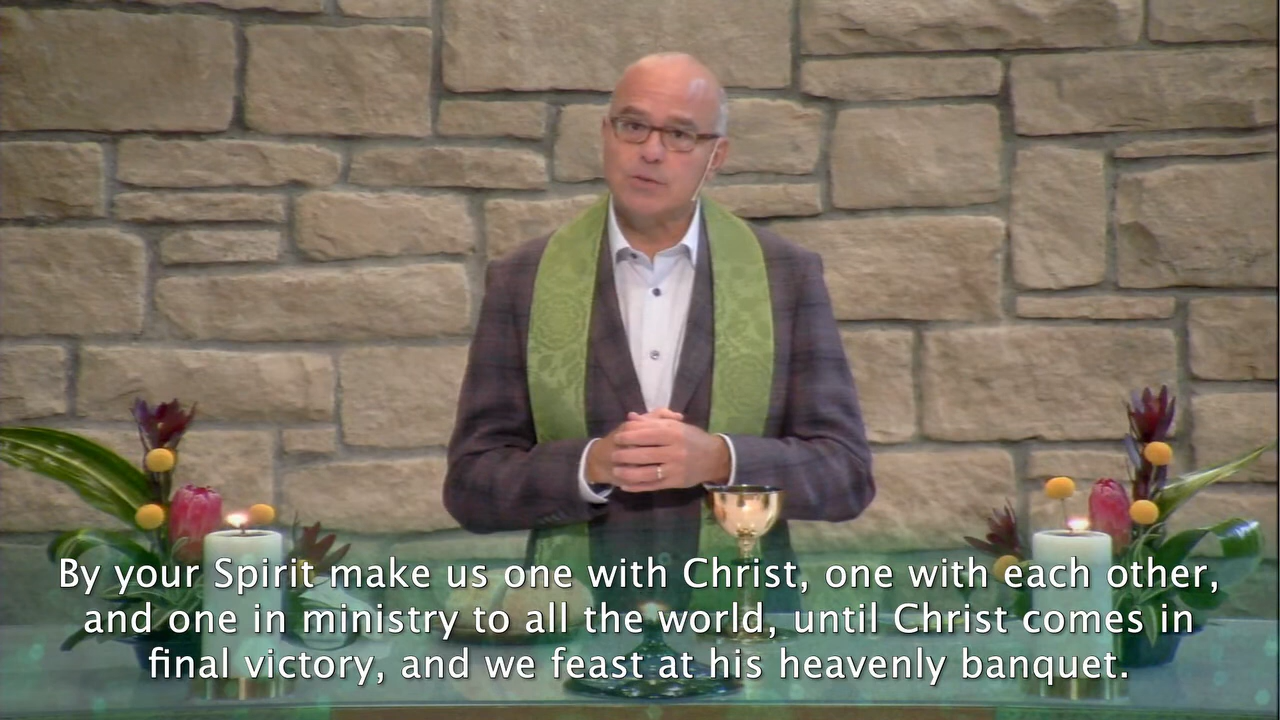 By your Spirit make us one with Christ, one with each other,
and one in ministry to all the world, until Christ comes in
final victory, and we feast at his heavenly banquet.